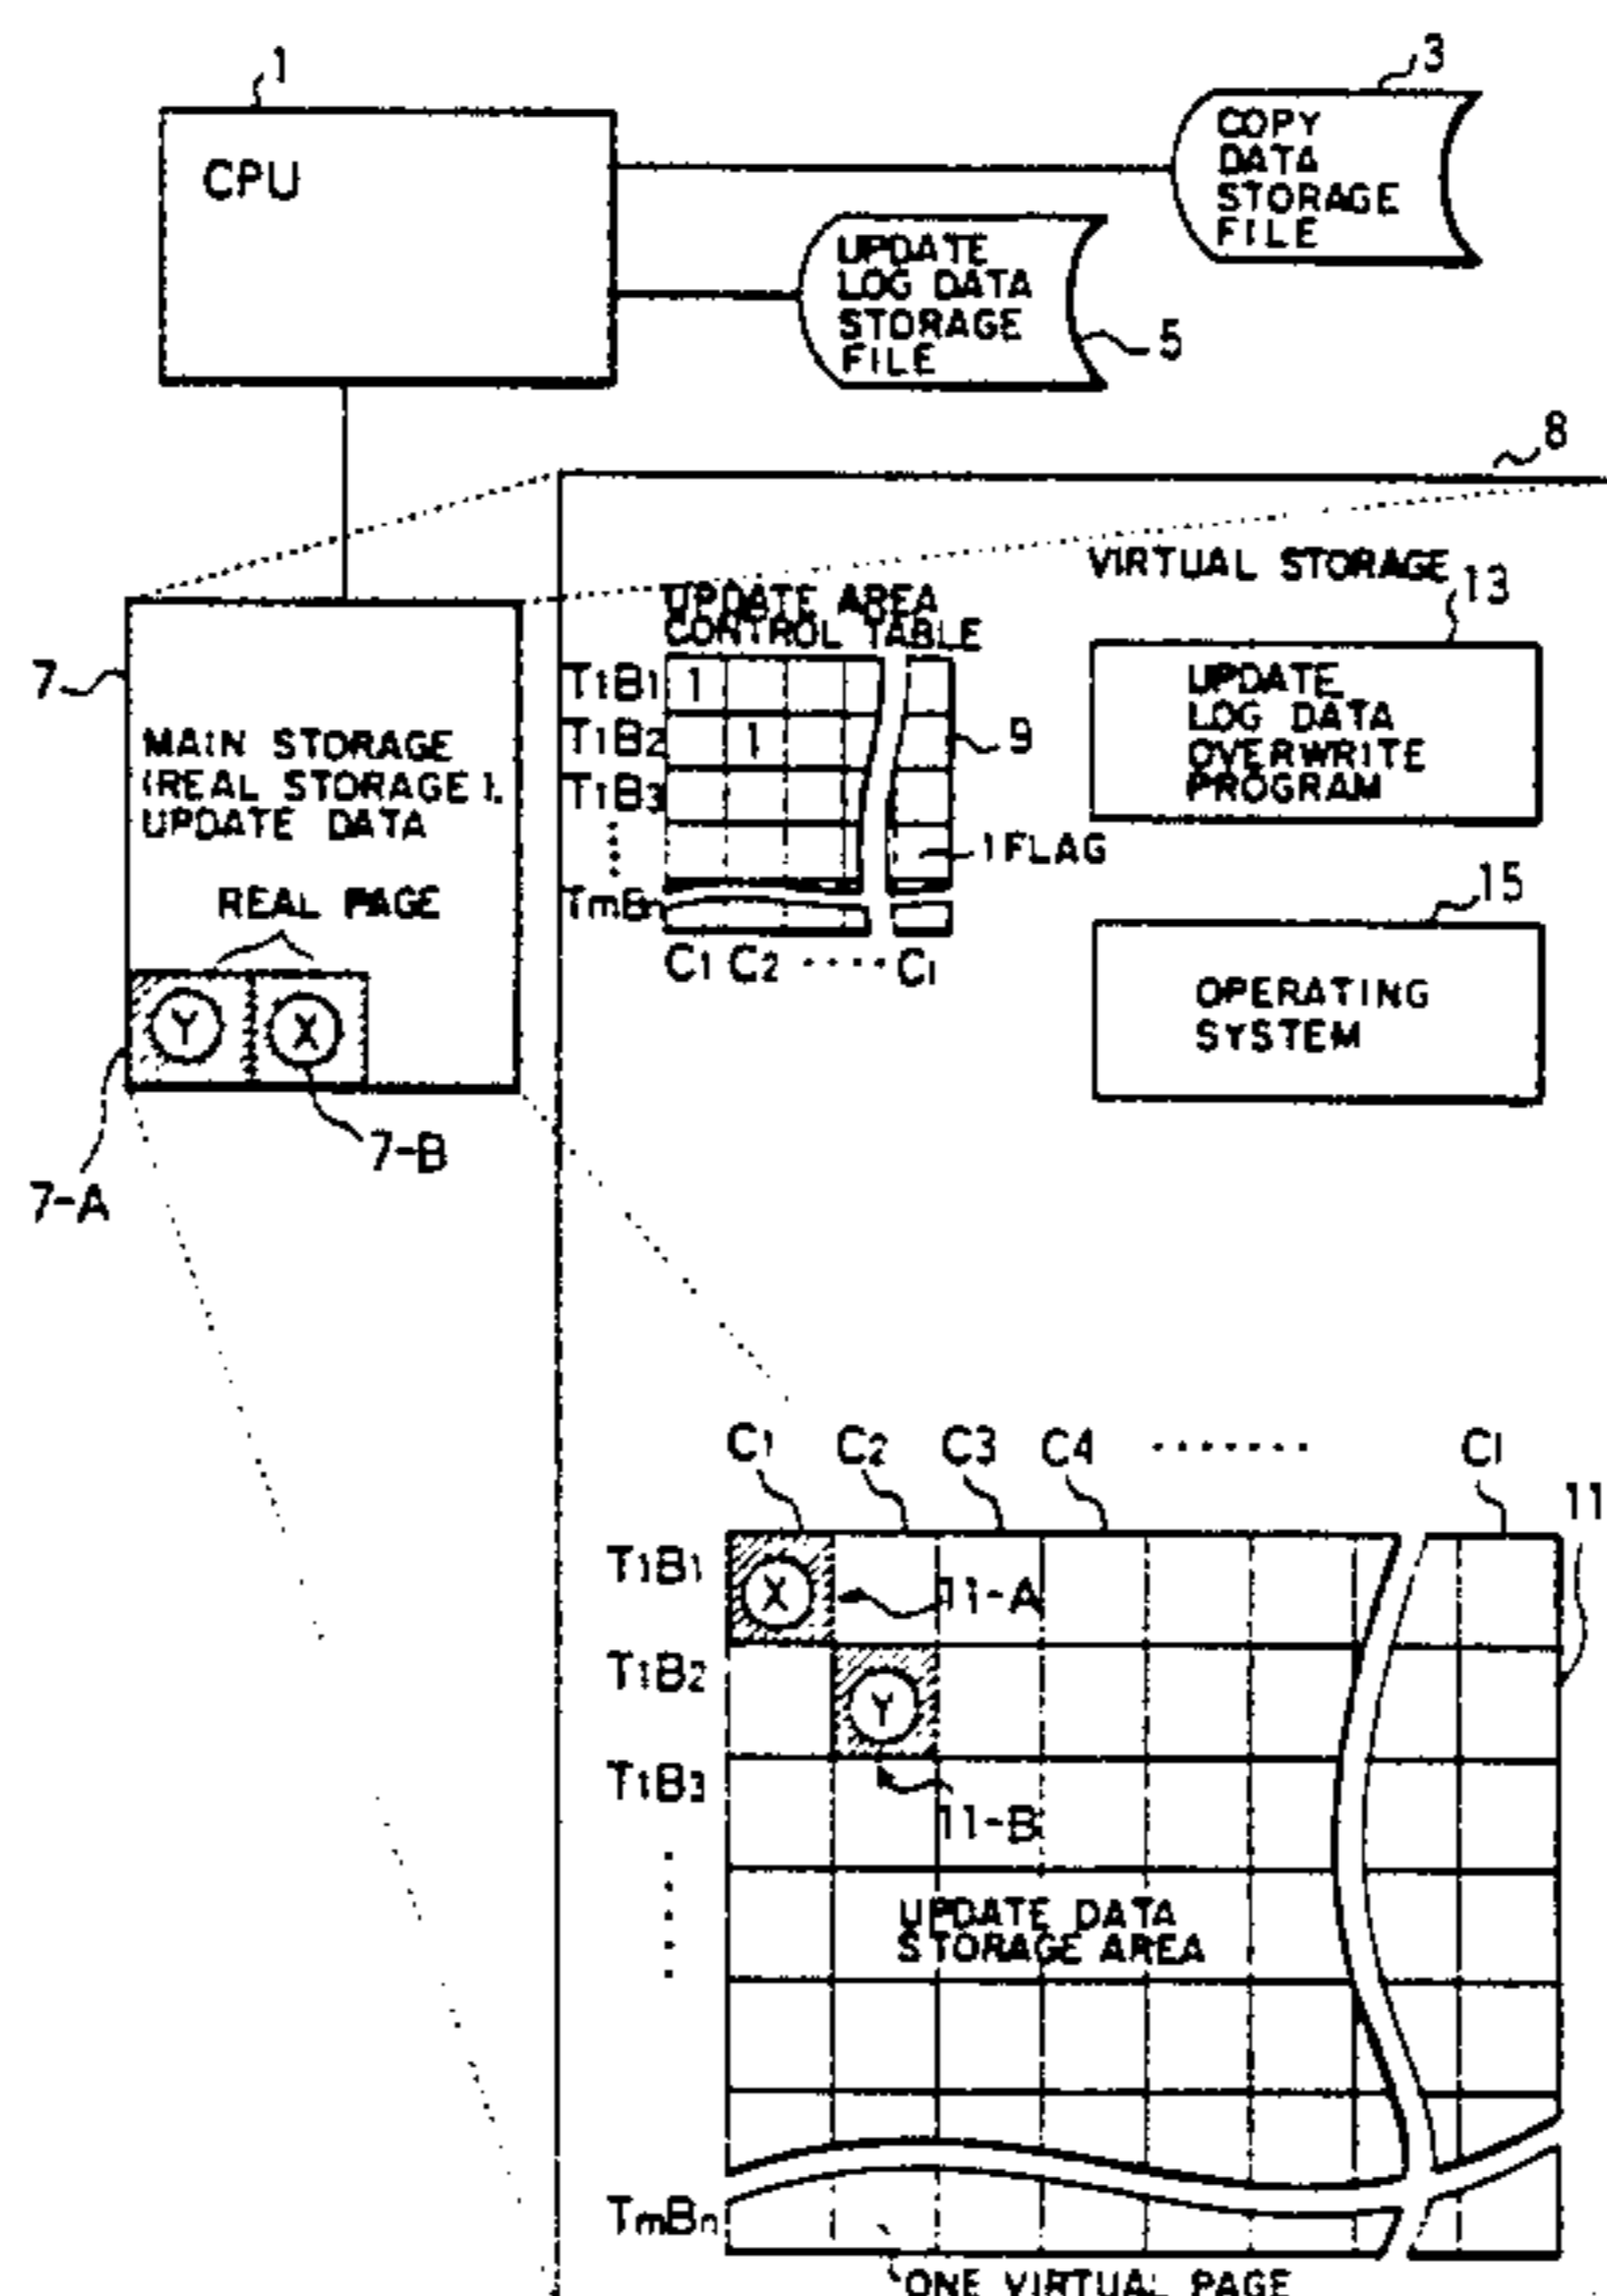 1
3
CPU
COPY
DATA
STORAGE
FILE
UPDATE
LOG DATA
STORAGE
FILE
5
8
VIRTUAL STORAGE
13
UPDATE AREA
CONTROL TABLE
7
T1B1 1
T1B2 1
T1B3
TmBn
9
1 FLAG
C1 C2 ····· Cl
UPDATE
LOG DATA
OVERWRITE
PROGRAM
MAIN STORAGE
(REAL STORAGE).
UPDATE DATA
REAL PAGE
Y X
7-A
7-B
15
OPERATING
SYSTEM
C1 C2 C3 C4 ······· Cl
11
T1B1 X 11-A
T1B2 Y
T1B3 11-B
UPDATE DATA
STORAGE AREA
TmBn
ONE VIRTUAL PAGE